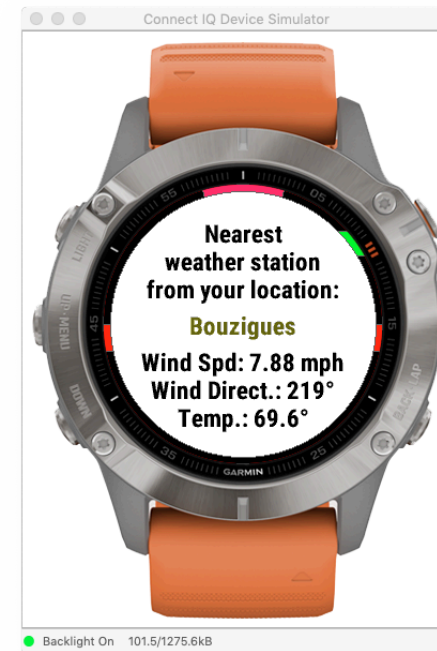 Connect IQ Device Simulator
55
05
LIGHT
Nearest
weather station
from your location:
Bouzigues
UP·MENU
45
15
Wind Spd: 7.88 mph
Wind Direct.: 219°
Temp.: 69.6°
DOWN
BACK LAP
35
25
GARMIN
Backlight On 101.5/1275.6kB